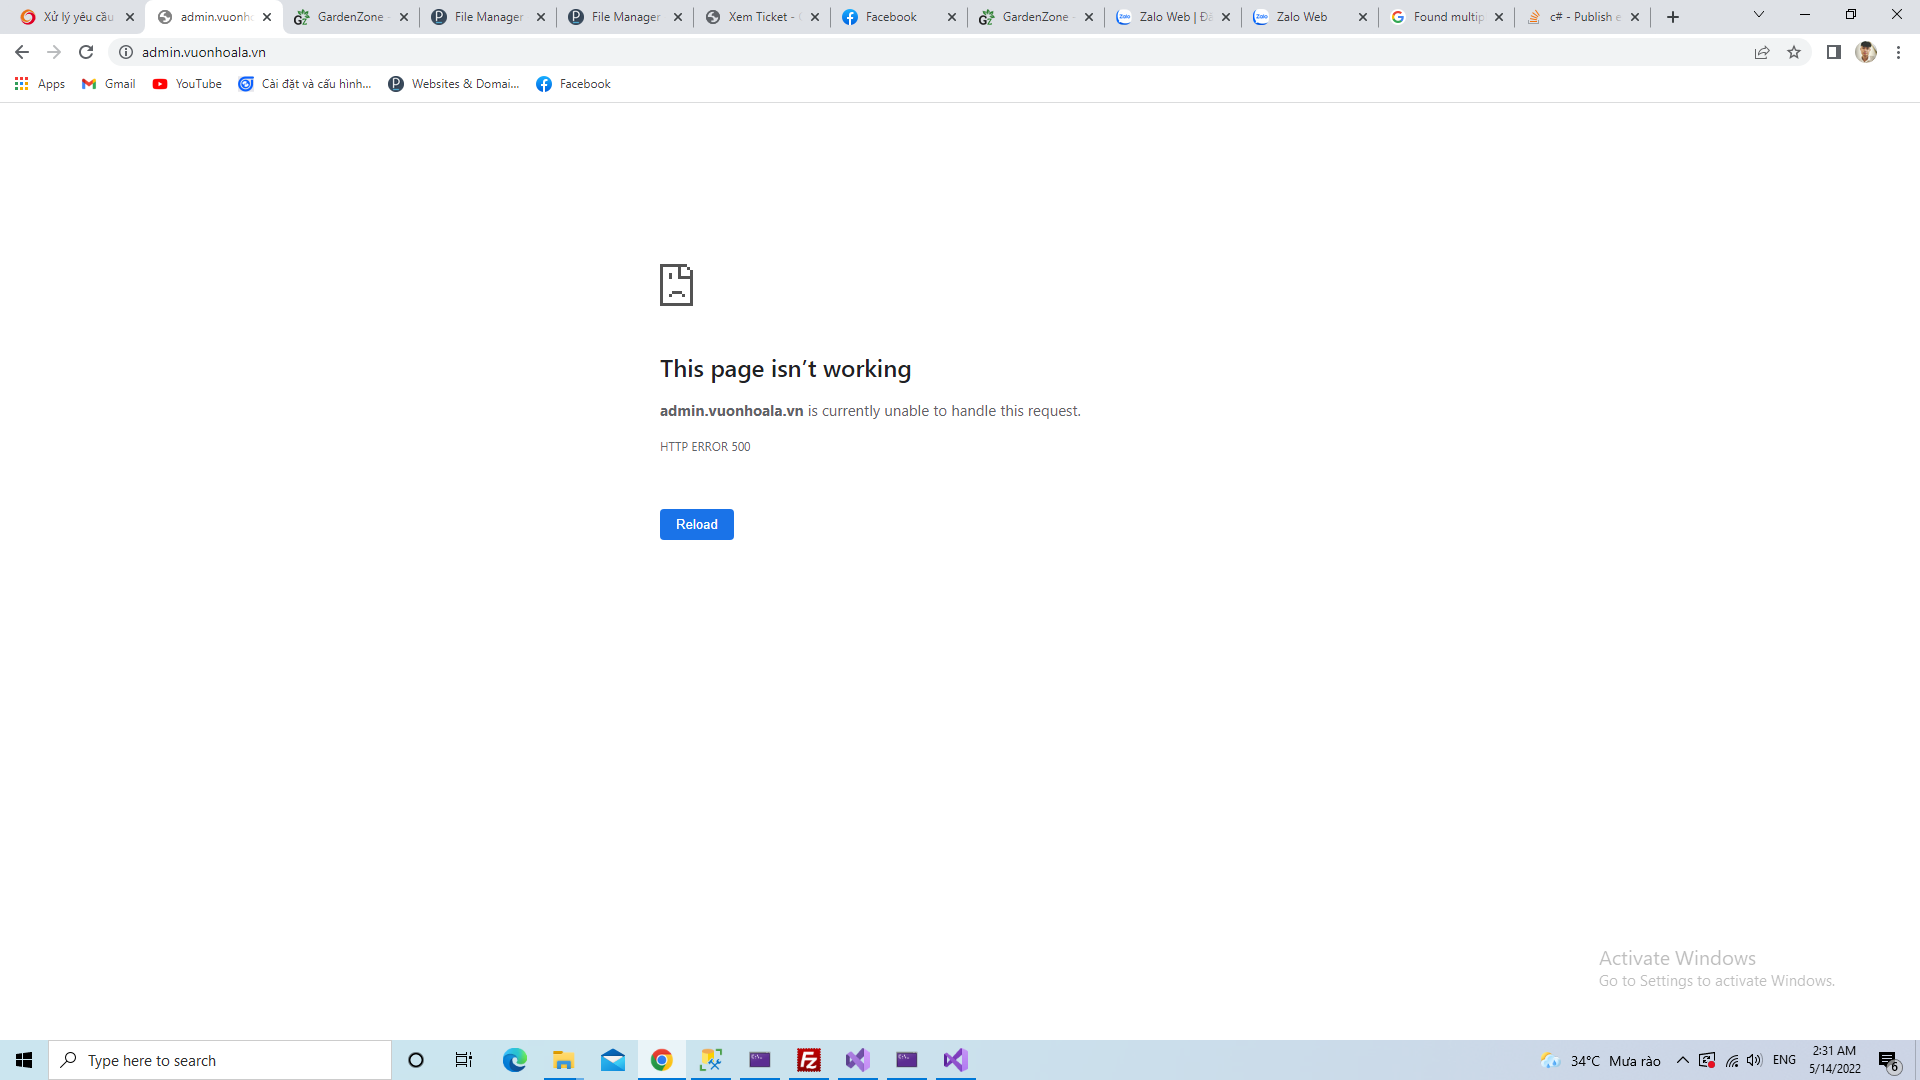 Xử lý yêu cầu
admin.vuonho
GardenZone -
File Manager
File Manager
Xem Ticket -
Facebook
GardenZone -
Zalo Web | Đă
Zalo Web
Found multip
c# - Publish e
admin.vuonhoala.vn
Apps
Gmail
YouTube
Cài đặt và cấu hình...
Websites & Domai...
Facebook
This page isn’t working
admin.vuonhoala.vn is currently unable to handle this request.
HTTP ERROR 500
Reload
Activate Windows
Go to Settings to activate Windows.
Type here to search
34°C Mưa rào
ENG
2:31 AM
5/14/2022
6